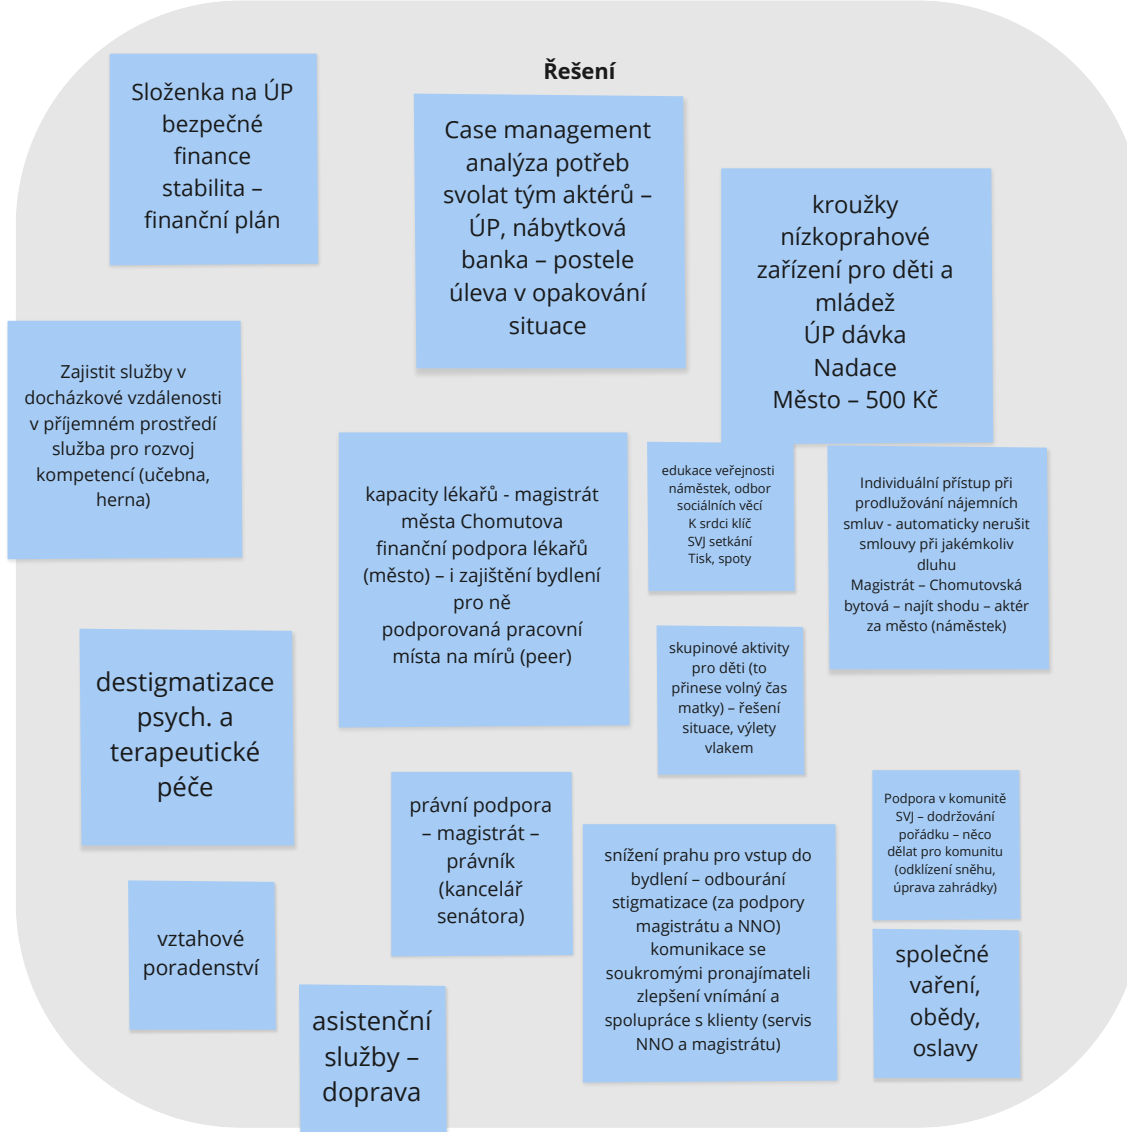 Řešení
Složenka na ÚP
bezpečné
finance
stabilita –
finanční plán
Case management
analýza potřeb
svolat tým aktérů –
ÚP, nábytková
banka – postele
úleva v opakování
situace
kroužky
nízkoprahové
zařízení pro děti a
mládež
ÚP dávka
Nadace
Město – 500 Kč
Zajistit služby v
docházkové vzdálenosti
v příjemném prostředí
služba pro rozvoj
kompetencí (učebna,
herna)
kapacity lékařů - magistrát
města Chomutova
finanční podpora lékařů
(město) – i zajištění bydlení
pro ně
podporovaná pracovní
místa na mírů (peer)
edukace veřejnosti
náměstek, odbor
sociálních věcí
K srdci klíč
SVJ setkání
Tisk, spoty
Individuální přístup při
prodlužování nájemních
smluv - automaticky nerušit
smlouvy při jakémkoliv
dluhu
Magistrát – Chomutovská
bytová – najít shodu – aktér
za město (náměstek)
destigmatizace
psych. a
terapeutické
péče
skupinové aktivity
pro děti (to
přinese volný čas
matky) – řešení
situace, výlety
vlakem
právní podpora
– magistrát –
právník
(kancelář
senátora)
snížení prahu pro vstup do
bydlení – odbourání
stigmatizace (za podpory
magistrátu a NNO)
komunikace se
soukromými pronajímateli
zlepšení vnímání a
spolupráce s klienty (servis
NNO a magistrátu)
Podpora v komunitě
SVJ – dodržování
pořádku – něco
dělat pro komunitu
(odklízení sněhu,
úprava zahrádky)
vztahové
poradenství
společné
vaření,
obědy,
oslavy
asistenční
služby –
doprava